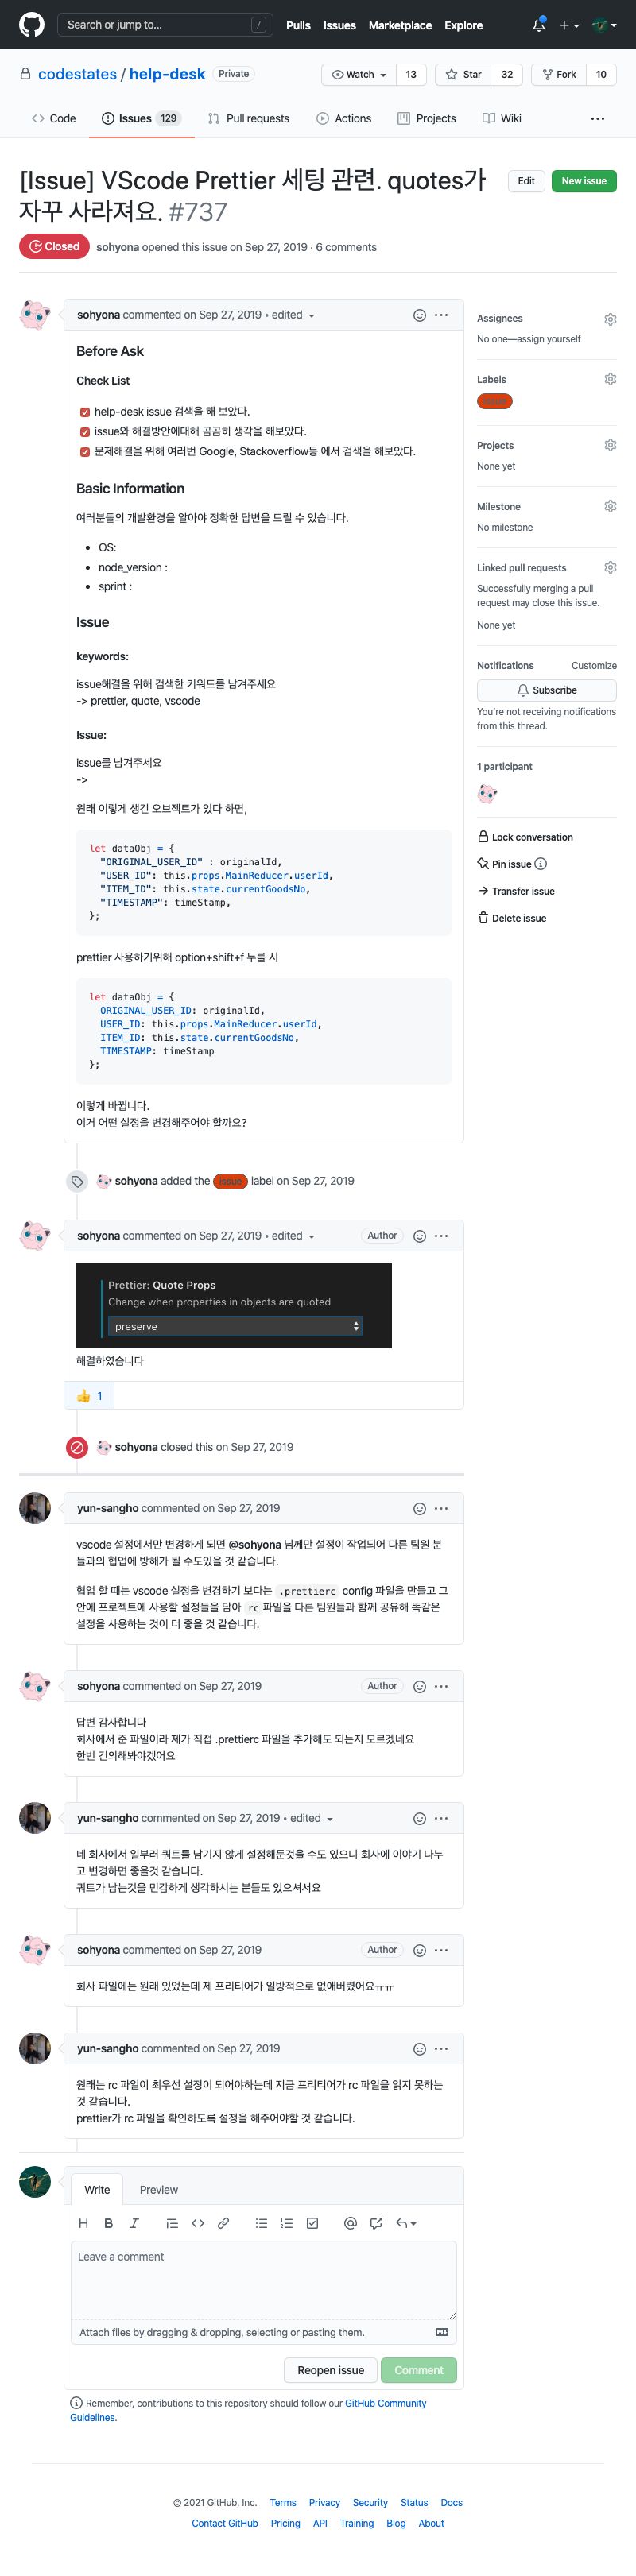 Search or jump to... /
Pulls Issues Marketplace Explore
codestates / help-desk Private
Watch 13 Star 32 Fork 10
Code Issues 129 Pull requests Actions Projects Wiki
[Issue] VScode Prettier 세팅 관련. quotes가
자꾸 사라져요. #737
Edit New issue
Closed sohyona opened this issue on Sep 27, 2019 · 6 comments
sohyona commented on Sep 27, 2019 • edited
Before Ask
Check List
help-desk issue 검색을 해 보았다.
issue와 해결방안에대해 곰곰히 생각을 해보았다.
문제해결을 위해 여러번 Google, Stackoverflow등 에서 검색을 해보았다.
Basic Information
여러분들의 개발환경을 알아야 정확한 답변을 드릴 수 있습니다.
• OS:
• node_version :
• sprint :
Issue
keywords:
issue해결을 위해 검색한 키워드를 남겨주세요
-> prettier, quote, vscode
Issue:
issue를 남겨주세요
->
원래 이렇게 생긴 오브젝트가 있다 하면,
let dataObj = {
"ORIGINAL_USER_ID" : originalId,
"USER_ID": this.props.MainReducer.userId,
"ITEM_ID": this.state.currentGoodsNo,
"TIMESTAMP": timeStamp,
};
prettier 사용하기위해 option+shift+f 누를 시
let dataObj = {
ORIGINAL_USER_ID: originalId,
USER_ID: this.props.MainReducer.userId,
ITEM_ID: this.state.currentGoodsNo,
TIMESTAMP: timeStamp
};
이렇게 바뀝니다.
이거 어떤 설정을 변경해주어야 할까요?
Assignees
No one—assign yourself
Labels
issue
Projects
None yet
Milestone
No milestone
Linked pull requests
Successfully merging a pull
request may close this issue.
None yet
Notifications Customize
Subscribe
You're not receiving notifications
from this thread.
1 participant
Lock conversation
Pin issue
Transfer issue
Delete issue
sohyona added the issue label on Sep 27, 2019
sohyona commented on Sep 27, 2019 • edited Author
Prettier: Quote Props
Change when properties in objects are quoted
preserve
해결하였슴니다
1
sohyona closed this on Sep 27, 2019
yun-sangho commented on Sep 27, 2019
vscode 설정에서만 변경하게 되면 @sohyona 님께만 설정이 작업되어 다른 팀원 분
들과의 협업에 방해가 될 수도있을 것 같습니다.
협업 할 때는 vscode 설정을 변경하기 보다는 .prettierc config 파일을 만들고 그
안에 프로젝트에 사용할 설정들을 담아 rc 파일을 다른 팀원들과 함께 공유해 똑같은
설정을 사용하는 것이 더 좋을 것 같습니다.
sohyona commented on Sep 27, 2019 Author
답변 감사합니다
회사에서 준 파일이라 제가 직접 .prettierc 파일을 추가해도 되는지 모르겠네요
한번 건의해봐야겠어요
yun-sangho commented on Sep 27, 2019 • edited
네 회사에서 일부러 쿼트를 남기지 않게 설정해둔것을 수도 있으니 회사에 이야기 나누
고 변경하면 좋을것 같습니다.
쿼트가 남는것을 민감하게 생각하시는 분들도 있으셔서요
sohyona commented on Sep 27, 2019 Author
회사 파일에는 원래 있었는데 제 프리티어가 일방적으로 없애버렸어요ㅠㅠ
yun-sangho commented on Sep 27, 2019
원래는 rc 파일이 최우선 설정이 되어야하는데 지금 프리티어가 rc 파일을 읽지 못하는
것 같습니다.
prettier가 rc 파일을 확인하도록 설정을 해주어야할 것 같습니다.
Write Preview
Leave a comment
Attach files by dragging & dropping, selecting or pasting them.
Reopen issue Comment
Remember, contributions to this repository should follow our GitHub Community
Guidelines.
© 2021 GitHub, Inc. Terms Privacy Security Status Docs
Contact GitHub Pricing API Training Blog About